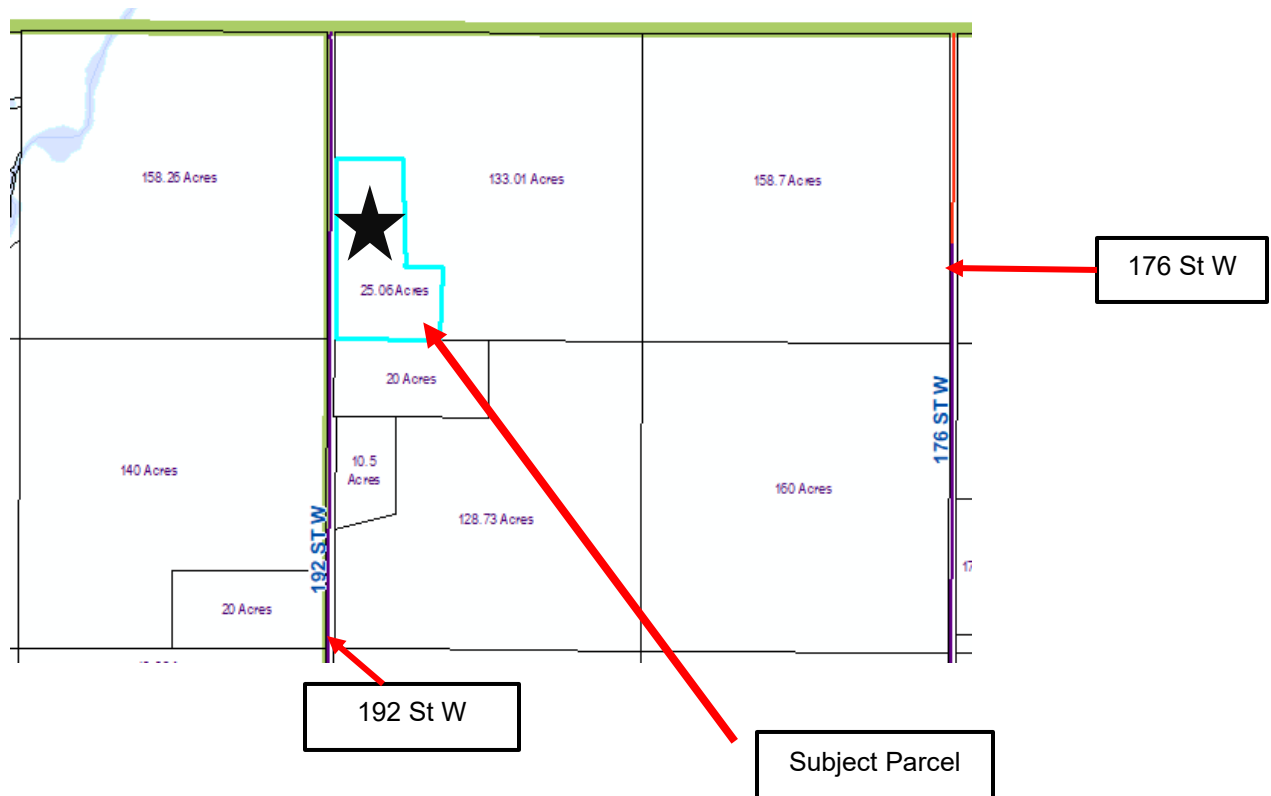 158.26 Acres
133.01 Acres
158.7 Acres
176 St W
25.06 Acres
20 Acres
176 ST W
10.5
Acres
140 Acres
160 Acres
128.73 Acres
192 ST W
17
20 Acres
192 St W
Subject Parcel